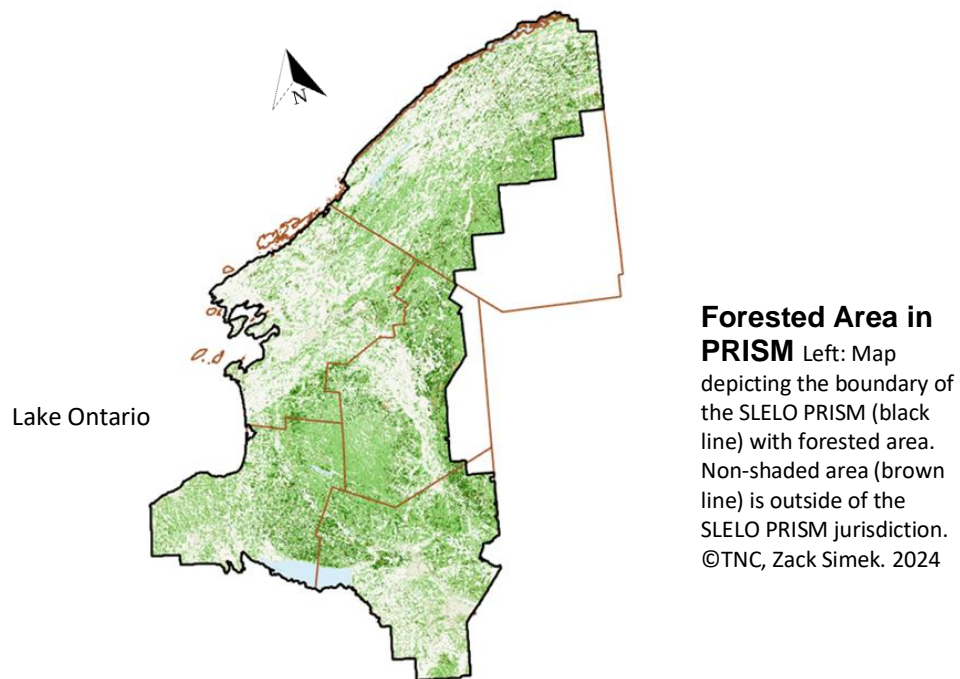 N
Lake Ontario
Forested Area in
PRISM Left: Map
depicting the boundary of
the SLELO PRISM (black
line) with forested area.
Non-shaded area (brown
line) is outside of the
SLELO PRISM jurisdiction.
©TNC, Zack Simek. 2024